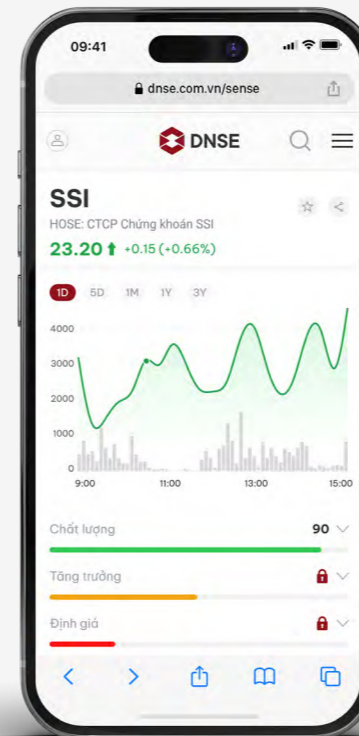 09:41
dnse.com.vn/sense
DNSE
SSI
HOSE: CTCP Chứng khoán SSI
23.20 +0.15 (+0.66%)
1D 5D 1M 1Y 3Y
4000
3000
2000
1000
0
9:00 11:00 13:00 15:00
Chất lượng 90
Tăng trưởng
Định giá